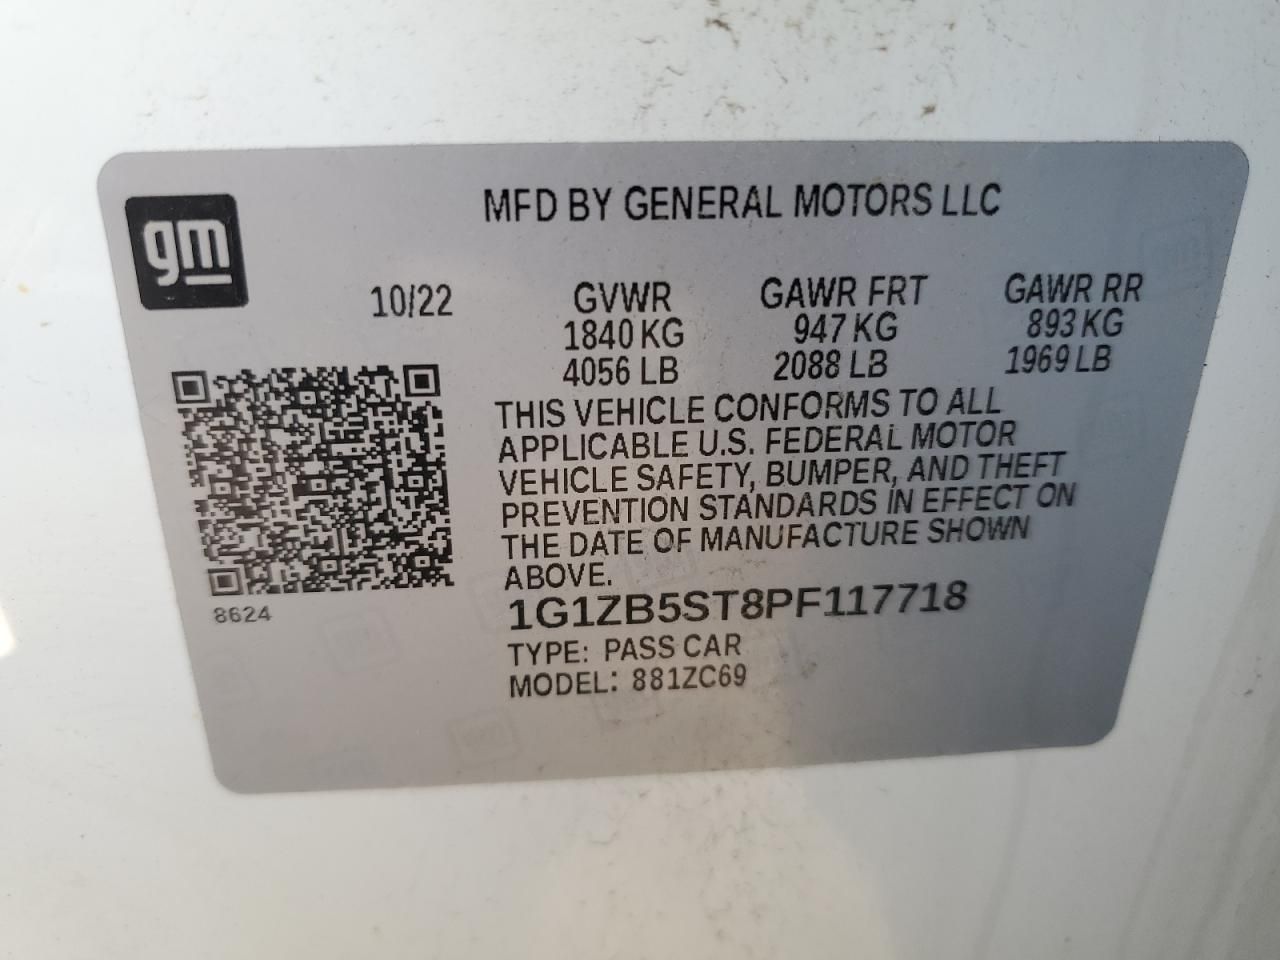 gm
MFD BY GENERAL MOTORS LLC
10/22 GVWR GAWR FRT GAWR RR
1840 KG 947 KG 893 KG
4056 LB 2088 LB 1969 LB
THIS VEHICLE CONFORMS TO ALL
APPLICABLE U.S. FEDERAL MOTOR
VEHICLE SAFETY, BUMPER, AND THEFT
PREVENTION STANDARDS IN EFFECT ON
THE DATE OF MANUFACTURE SHOWN
ABOVE.
8624
1G1ZB5ST8PF117718
TYPE: PASS CAR
MODEL: 881ZC69